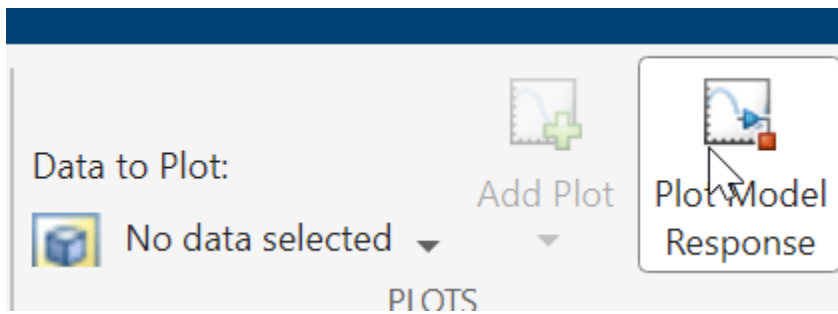 Data to Plot:
No data selected
Add Plot
Plot Model
Response
PLOTS